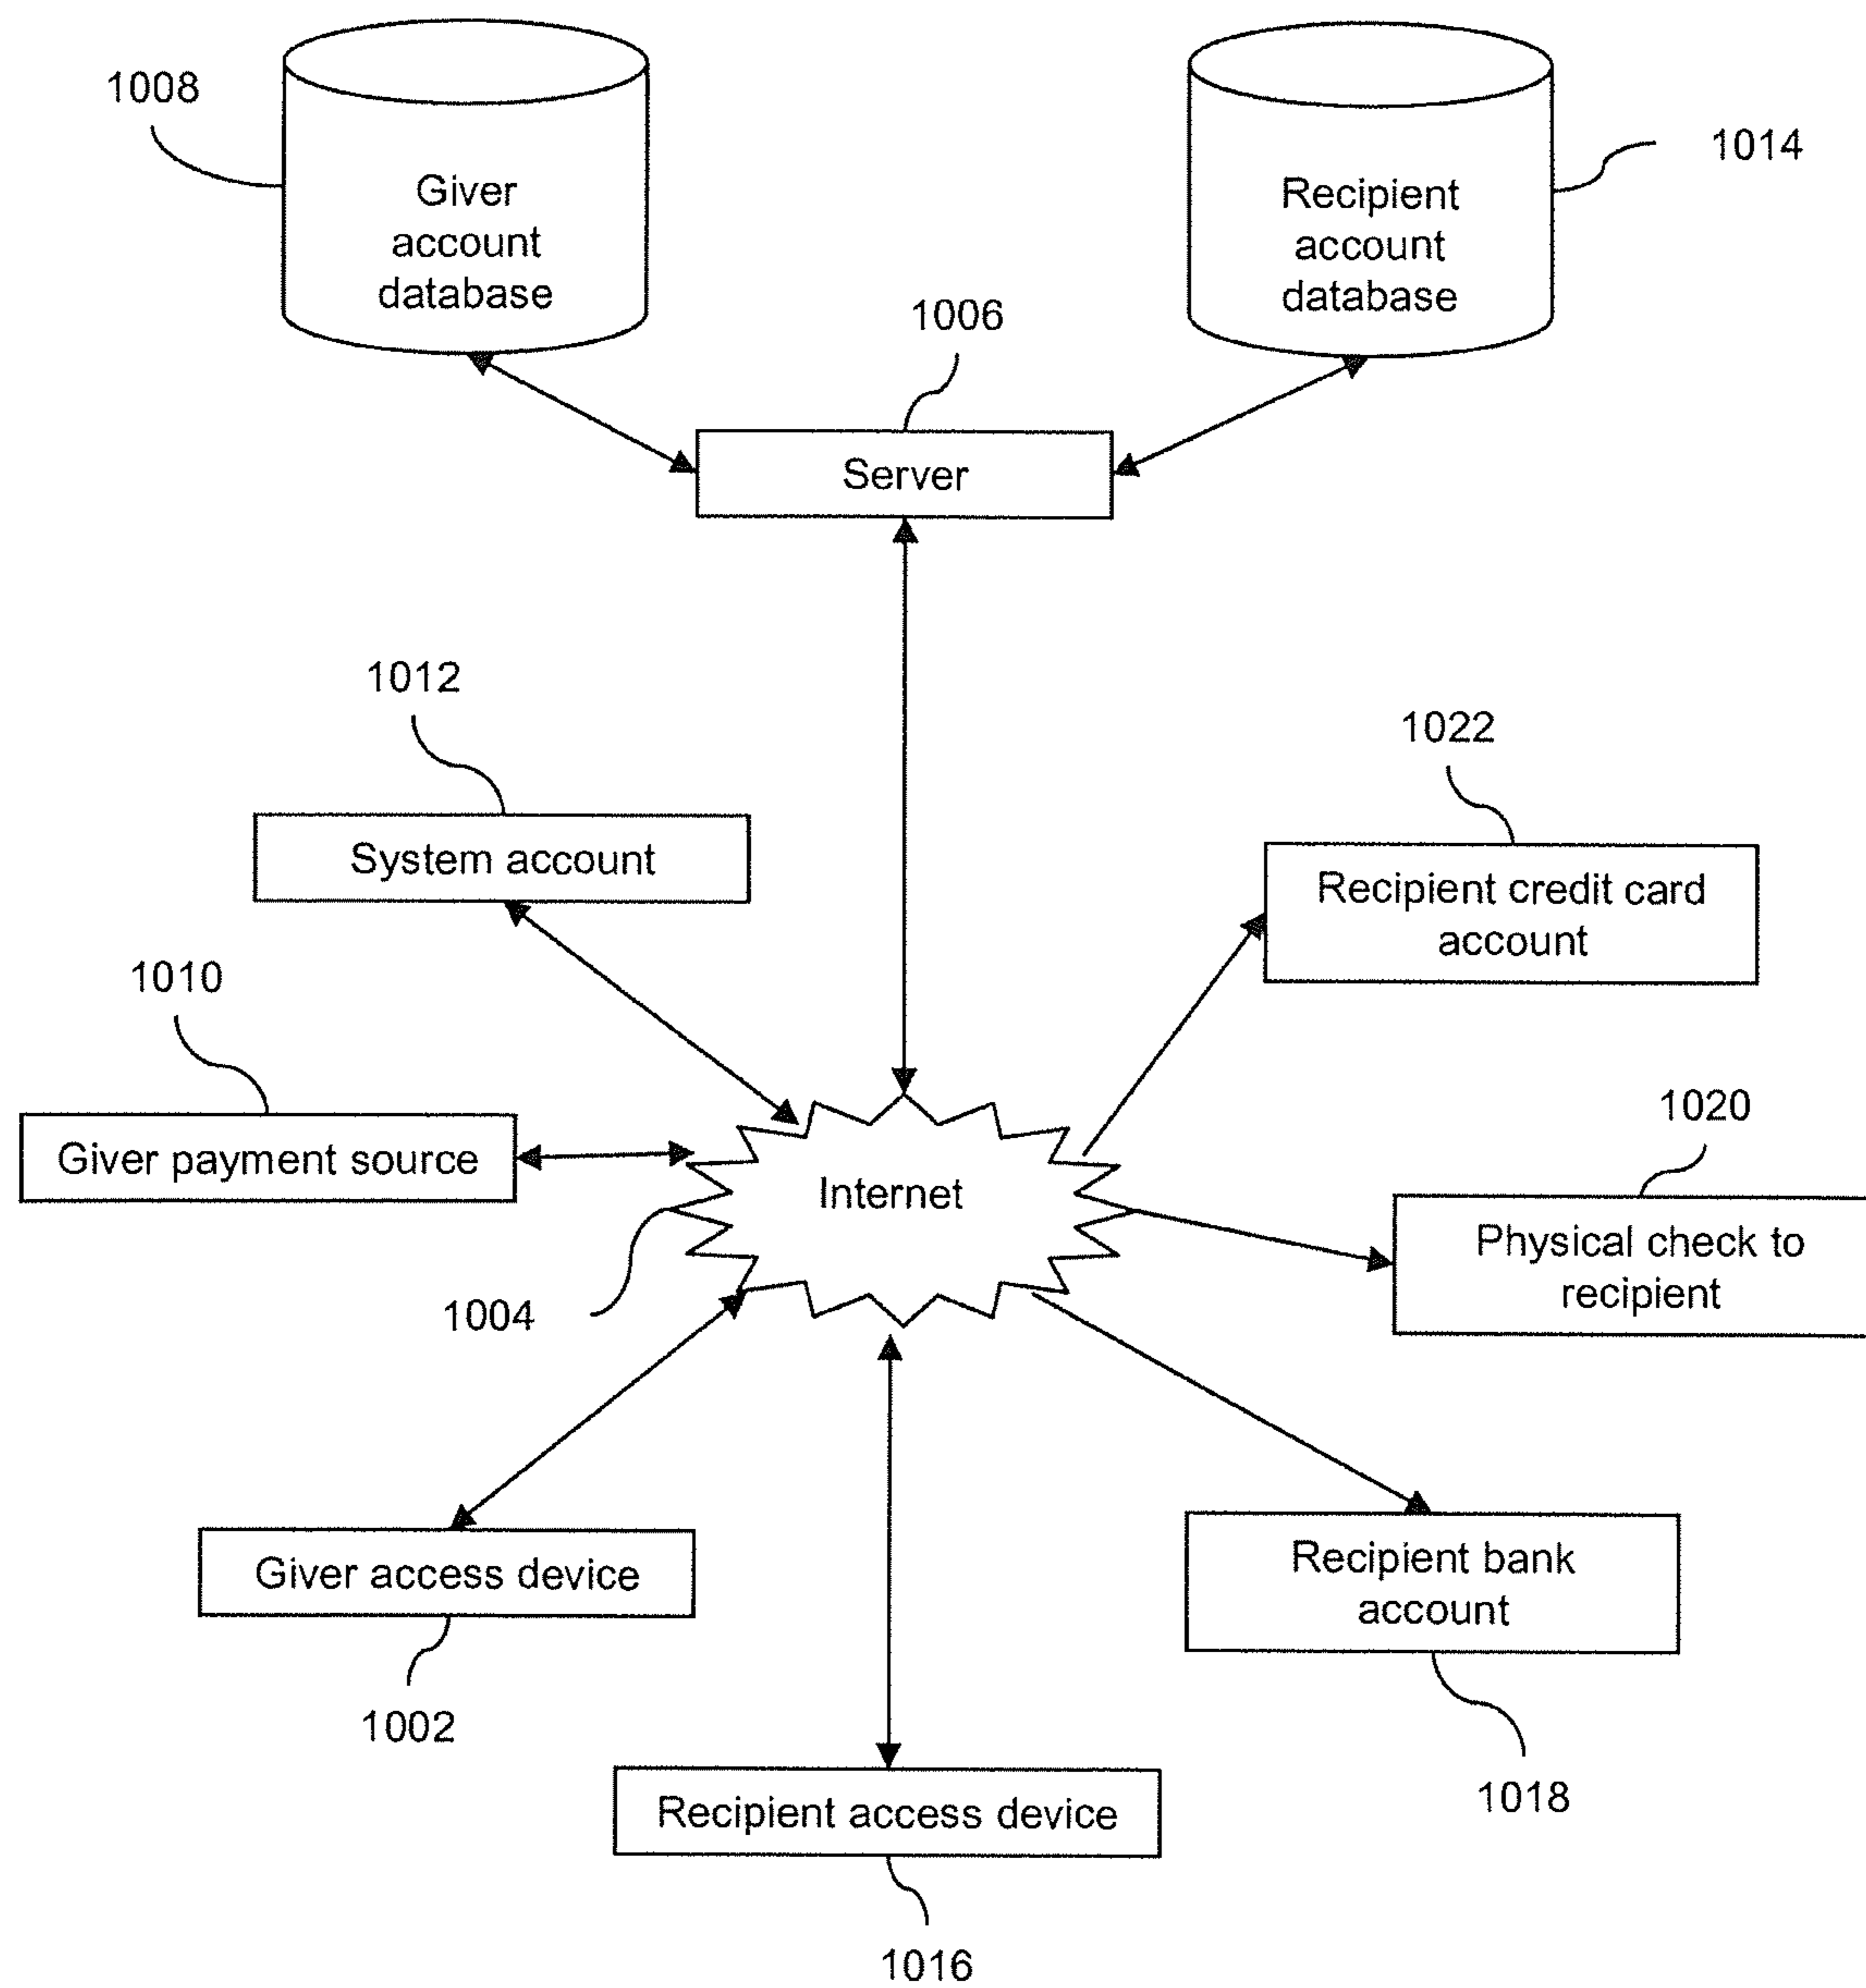 1008
Giver
account
database
1014
Recipient
account
database
1006
Server
1012
System account
1022
Recipient credit card
account
1010
Giver payment source
Internet
1020
Physical check to
recipient
1004
Giver access device
1002
Recipient bank
account
1018
Recipient access device
1016